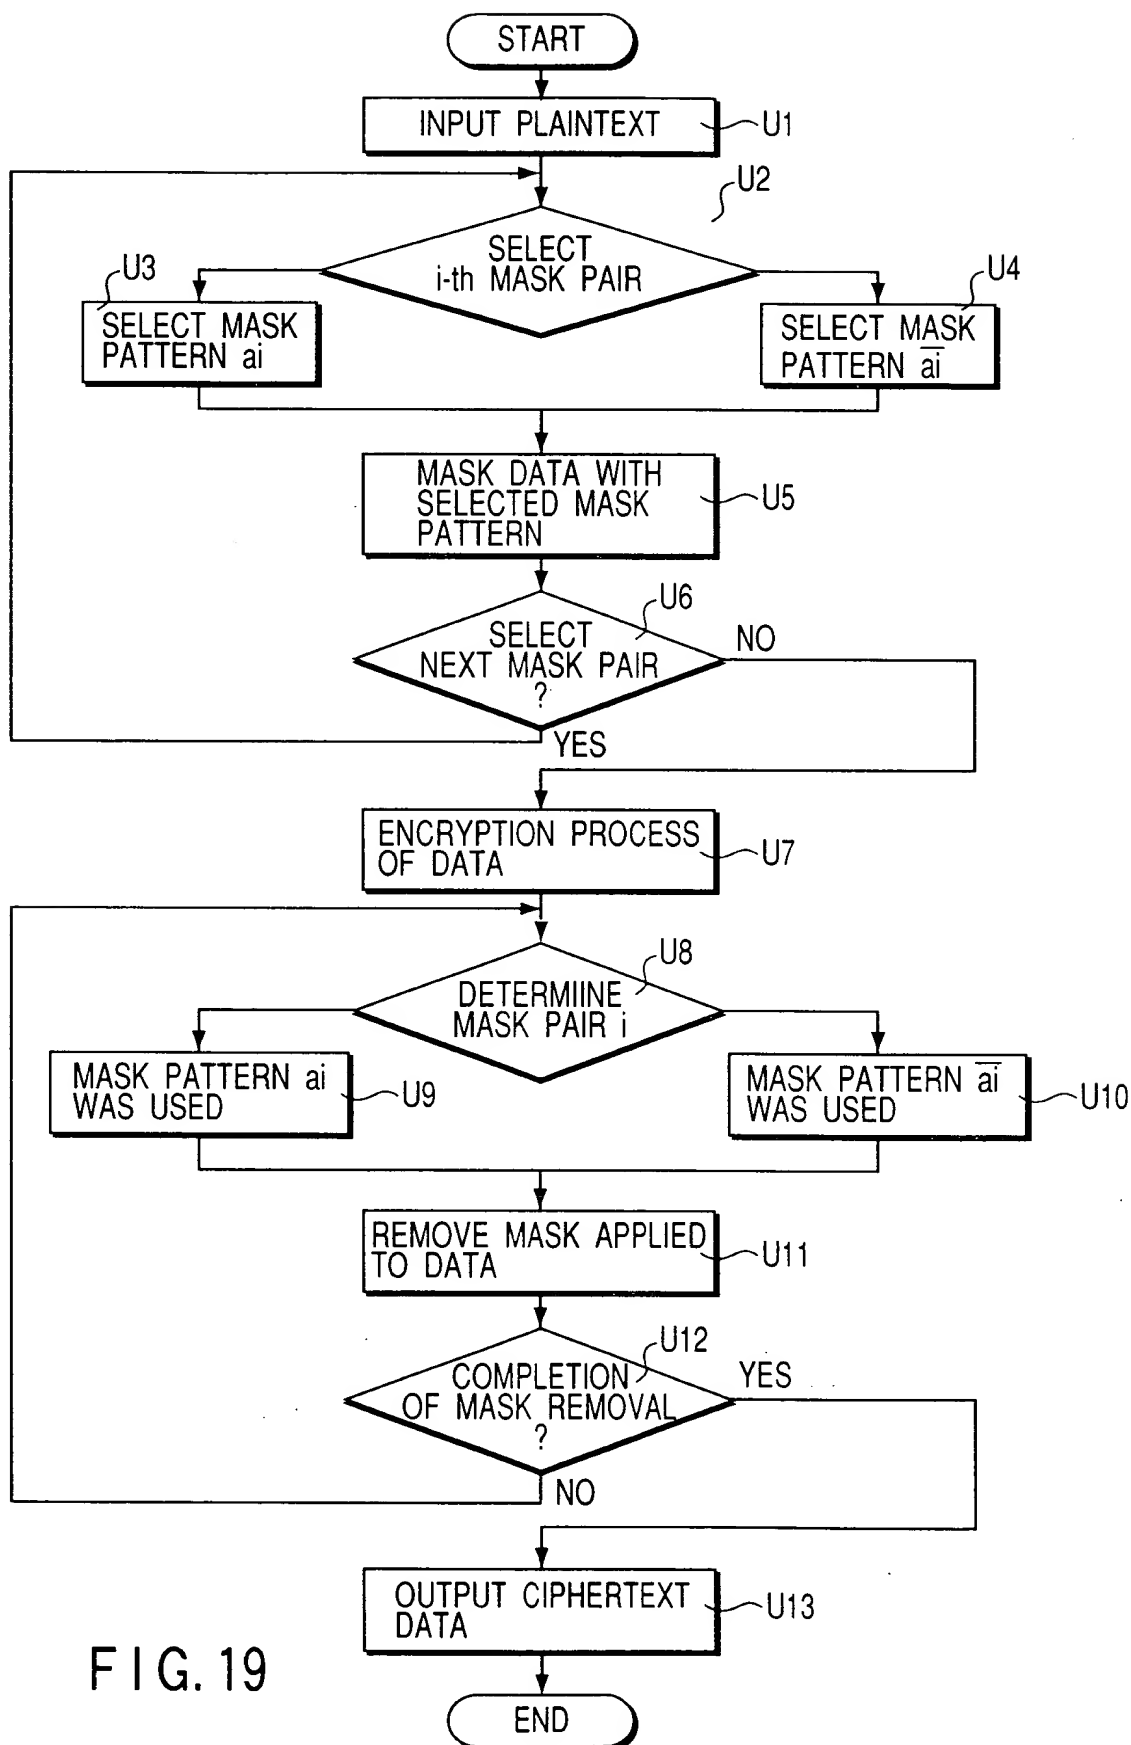 START
INPUT PLAINTEXT
U1
U2
SELECT
i-th MASK PAIR
U3
SELECT MASK
PATTERN ai
U4
SELECT MASK
PATTERN a̅i̅
MASK DATA WITH
SELECTED MASK
PATTERN
U5
U6
SELECT
NEXT MASK PAIR
?
NO
YES
ENCRYPTION PROCESS
OF DATA
U7
U8
DETERMIINE
MASK PAIR i
MASK PATTERN ai
WAS USED
U9
MASK PATTERN a̅i̅
WAS USED
U10
REMOVE MASK APPLIED
TO DATA
U11
U12
COMPLETION
OF MASK REMOVAL
?
YES
NO
OUTPUT CIPHERTEXT
DATA
U13
FIG. 19
END